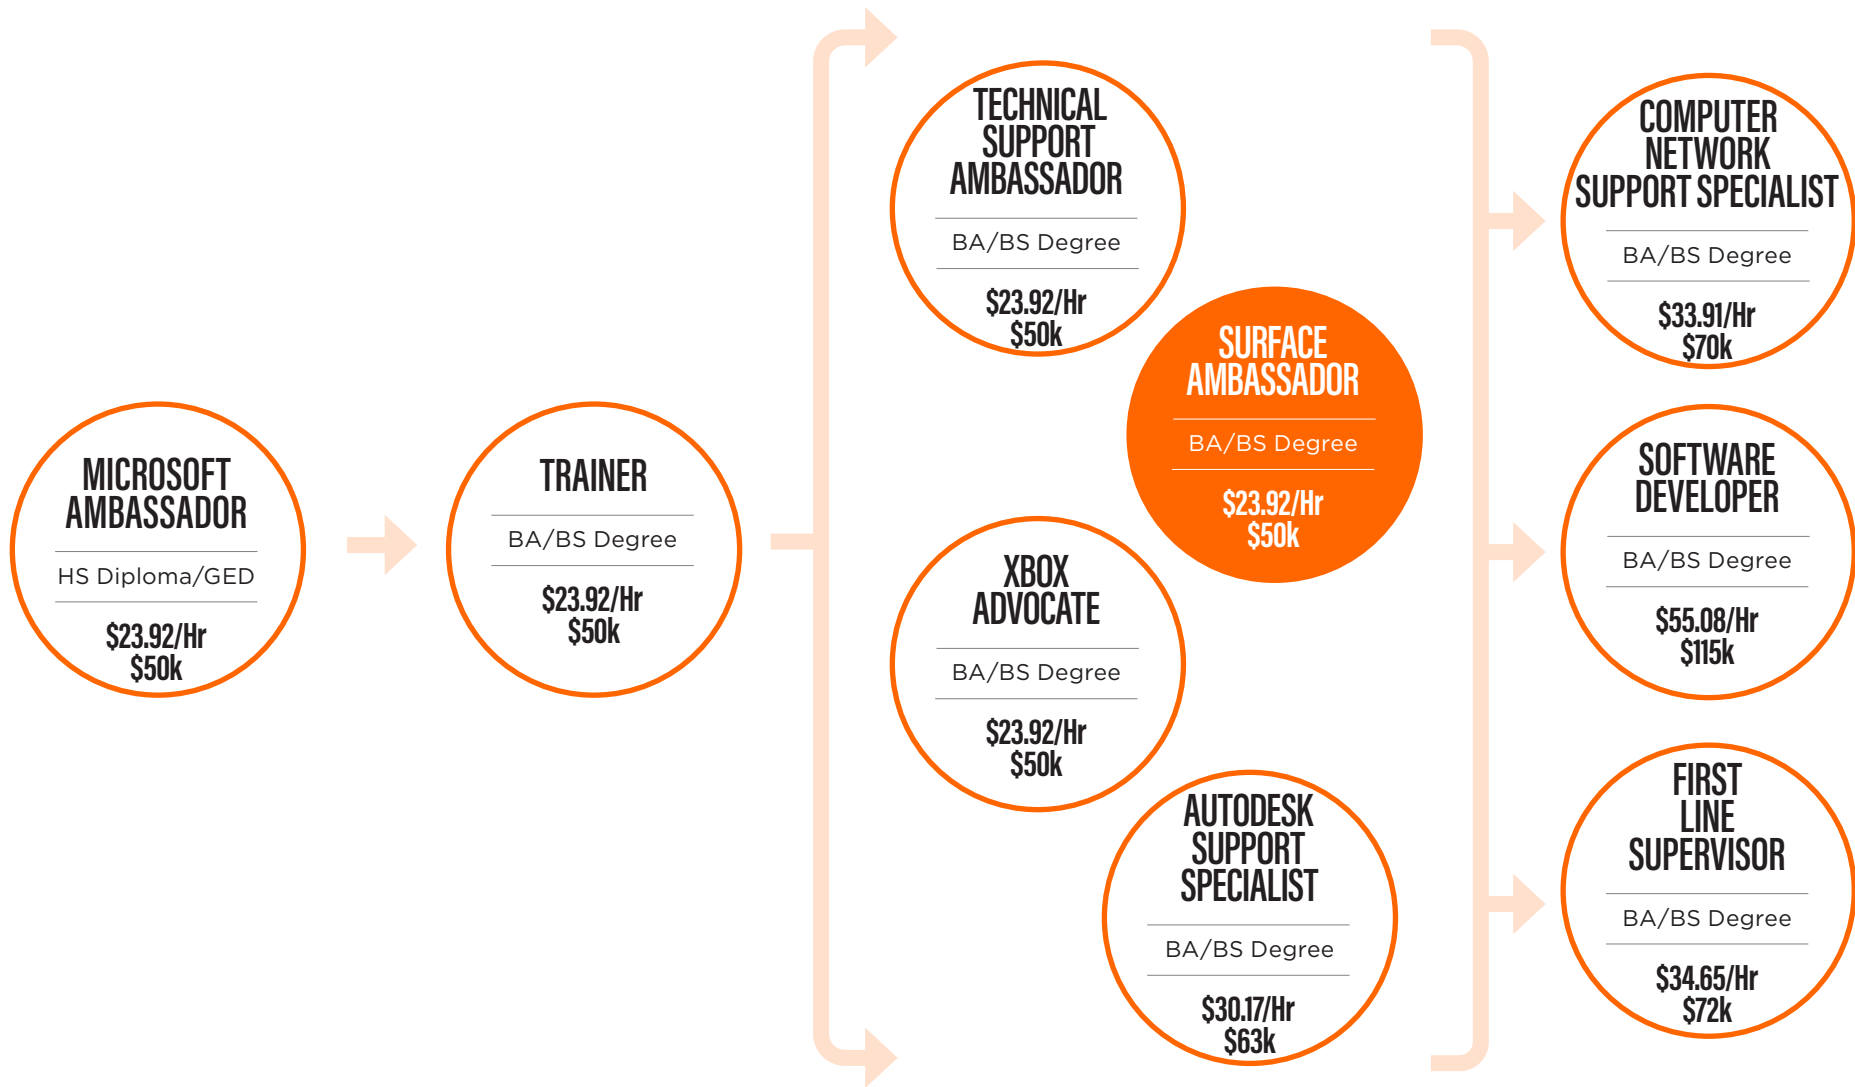 MICROSOFT
AMBASSADOR
HS Diploma/GED
$23.92/Hr
$50k
TRAINER
BA/BS Degree
$23.92/Hr
$50k
TECHNICAL
SUPPORT
AMBASSADOR
BA/BS Degree
$23.92/Hr
$50k
SURFACE
AMBASSADOR
BA/BS Degree
$23.92/Hr
$50k
XBOX
ADVOCATE
BA/BS Degree
$23.92/Hr
$50k
AUTODESK
SUPPORT
SPECIALIST
BA/BS Degree
$30.17/Hr
$63k
COMPUTER
NETWORK
SUPPORT SPECIALIST
BA/BS Degree
$33.91/Hr
$70k
SOFTWARE
DEVELOPER
BA/BS Degree
$55.08/Hr
$115k
FIRST
LINE
SUPERVISOR
BA/BS Degree
$34.65/Hr
$72k